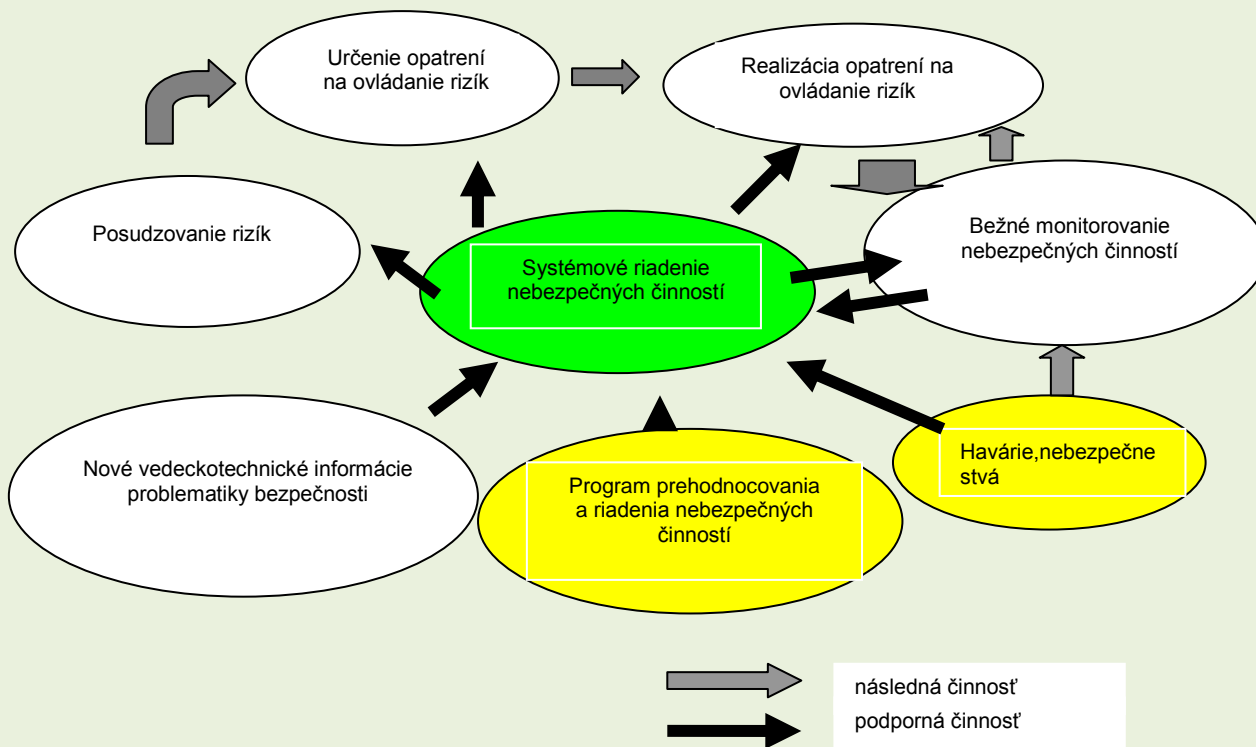 Určenie opatrení
na ovládanie rizík
Realizácia opatrení na
ovládanie rizík
Posudzovanie rizík
Systémové riadenie
nebezpečných činností
Bežné monitorovanie
nebezpečných činností
Nové vedeckotechnické informácie
problematiky bezpečnosti
Program prehodnocovania
a riadenia nebezpečných
činností
Havárie,nebezpečne
stvá
následná činnosť
podporná činnosť